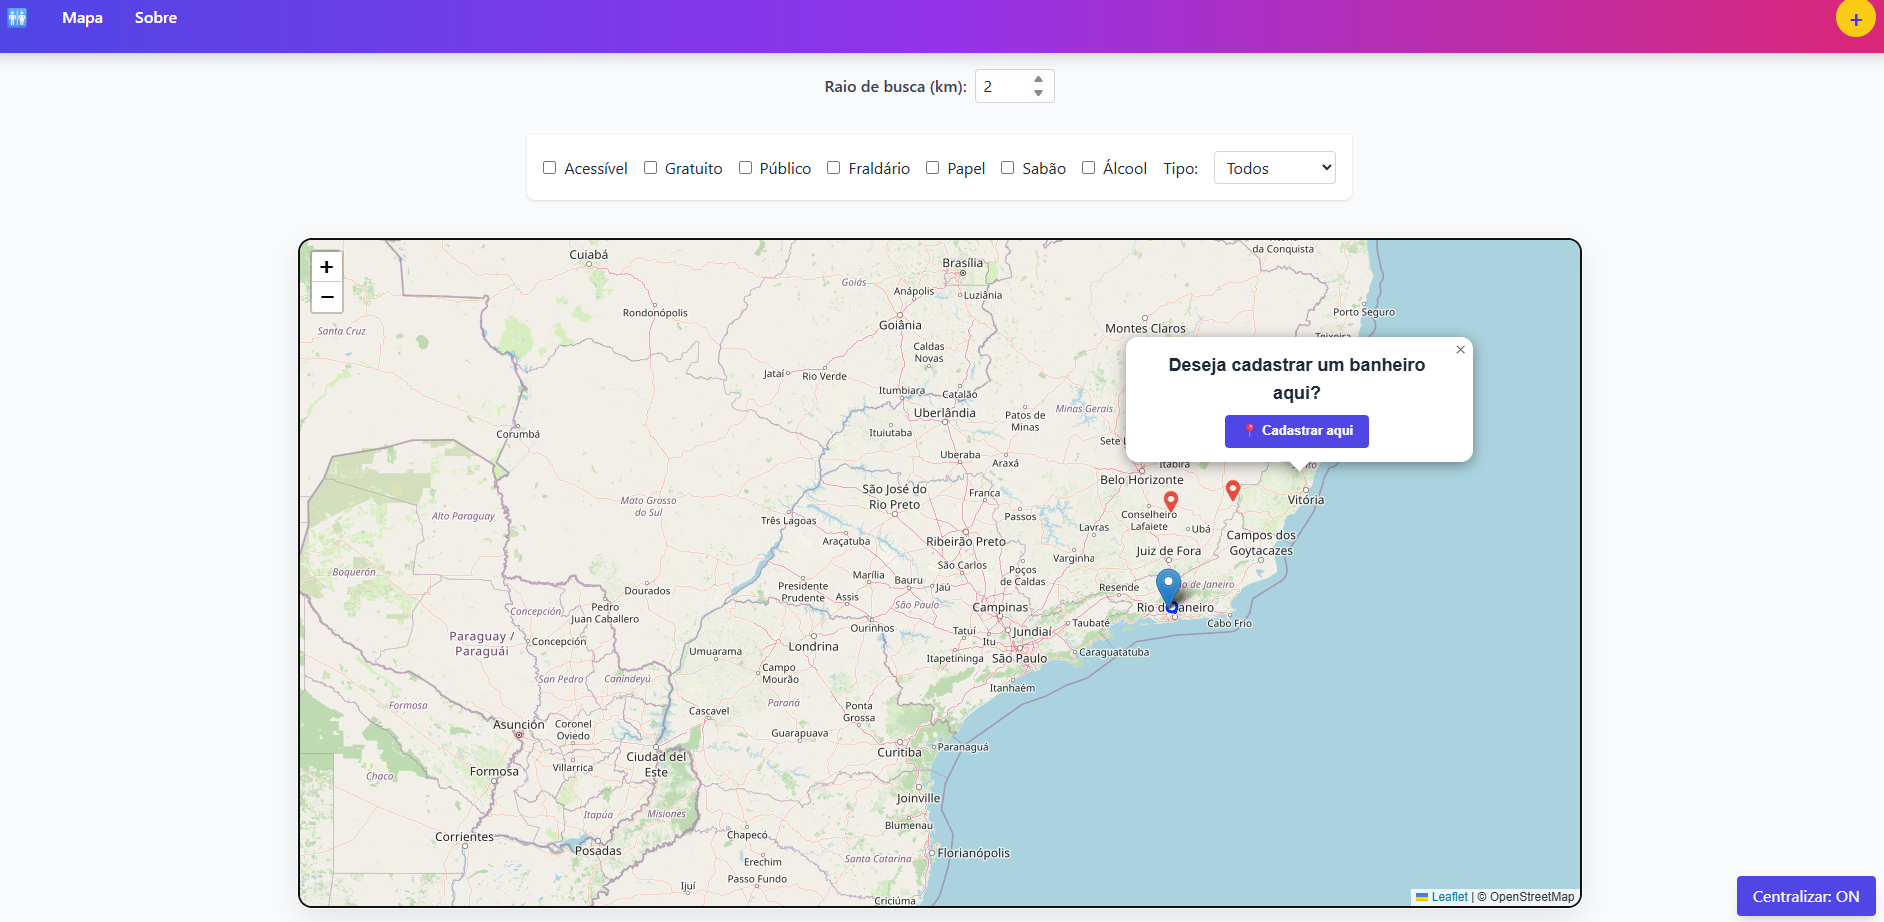 Mapa Sobre +
Raio de busca (km): 2
Acessível Gratuito Público Fraldário Papel Sabão Álcool Tipo: Todos
+
−
Cuiabá
Brasília
da Conquista
Goiás
Anápolis
Luziânia
Santa Cruz
Rondonópolis
Goiânia
Montes Claros
Porto Seguro
Caldas
Novas
Jataí
Rio Verde
Itumbiara
Catalão
Uberlândia
Patos de
Minas
Minas Gerais
Deseja cadastrar um banheiro
aqui?
📍 Cadastrar aqui
×
Corumbá
Ituiutaba
Sete L
Uberaba
Araxá
Itabira
Belo Horizonte
São José do
Rio Preto
Franca
Vitória
Mato Grosso
do Sul
Alto Paraguay
Três Lagoas
Passos
Conselheiro
Lafaiete
Ubá
Lavras
Araçatuba
Ribeirão Preto
Campos dos
Goytacazes
Juiz de Fora
Varginha
Boquerón
São Carlos
Poços
de Caldas
Marília
Bauru
Jaú
Presidente
Prudente
Assis
São Paulo
Resende
Rio de Janeiro
Dourados
Concepción
Pedro
Juan Caballero
Campinas
Cabo Frio
Ourinhos
Tatuí
Jundiaí
Taubaté
Itu
Paraguay /
Paraguái
Concepción
Umuarama
Londrina
Itapetininga
São Paulo
Caraguatatuba
San Pedro
Canindeyú
Campo
Mourão
Itanhaém
Formosa
Paraná
Ponta
Grossa
Cascavel
Asunción
Coronel
Oviedo
Guarapuava
Curitiba
Paranaguá
Ciudad del
Este
Villarrica
Formosa
Chaco
Joinville
Itapúa
Misiones
Blumenau
Corrientes
Chapecó
Posadas
Erechim
Santa Catarina
Florianópolis
Passo Fundo
Ijuí
Criciúma
Leaflet | © OpenStreetMap
Centralizar: ON